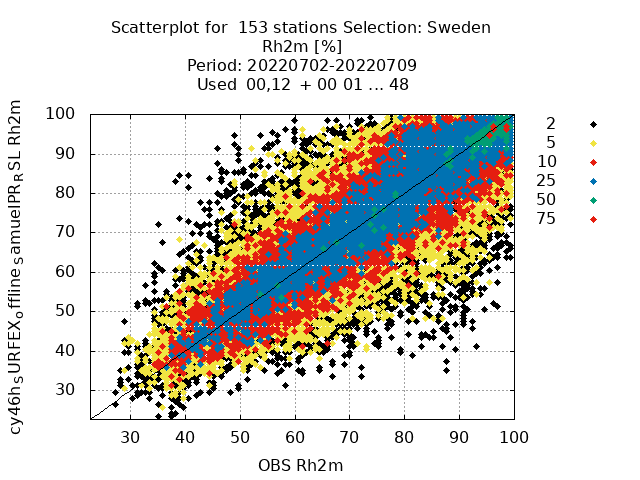 Scatterplot for  153 stations Selection: Sweden
Rh2m [%]
Period: 20220702-20220709
Used  00,12  + 00 01 ... 48
cy46h_SURFEX_offline_samuelPR_RSL Rh2m
100
90
80
70
60
50
40
30
30 40 50 60 70 80 90 100
OBS Rh2m
2
5
10
25
50
75